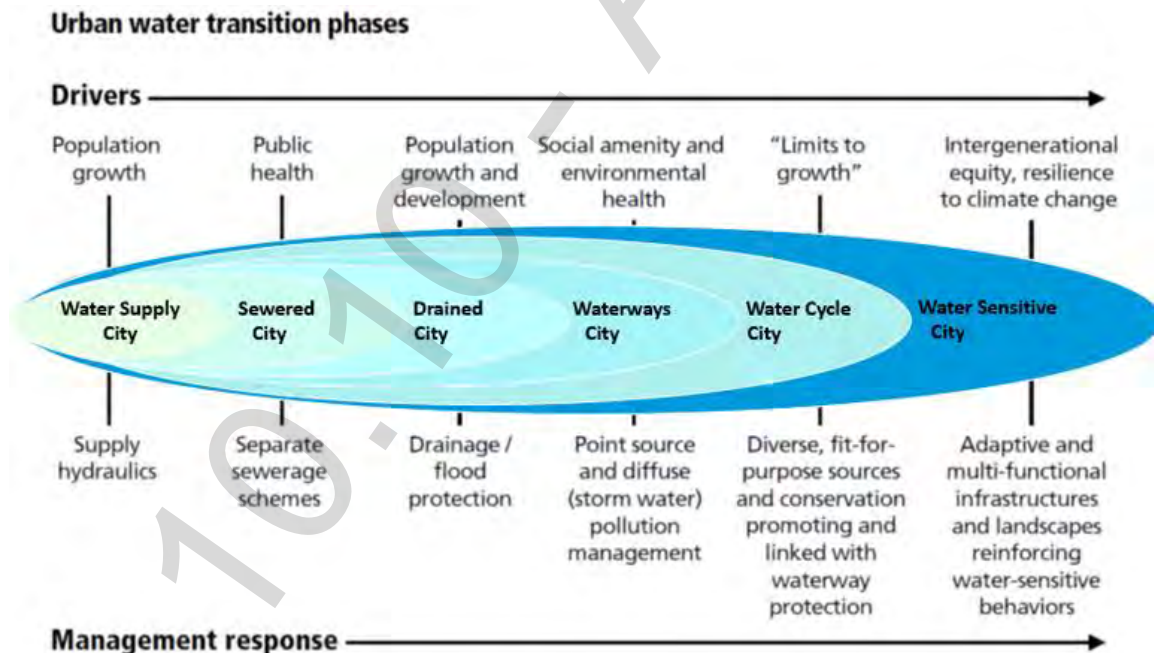 Urban water transition phases
Drivers
Population
growth
Public
health
Population
growth and
development
Social amenity and
environmental
health
“Limits to
growth”
Intergenerational
equity, resilience
to climate change
Water Supply
City
Sewered
City
Drained
City
Waterways
City
Water Cycle
City
Water Sensitive
City
Supply
hydraulics
Separate
sewerage
schemes
Drainage /
flood
protection
Point source
and diffuse
(storm water)
pollution
management
Diverse, fit-for-
purpose sources
and conservation
promoting and
linked with
waterway
protection
Adaptive and
multi-functional
infrastructures
and landscapes
reinforcing
water-sensitive
behaviors
Management response
10.10 - A